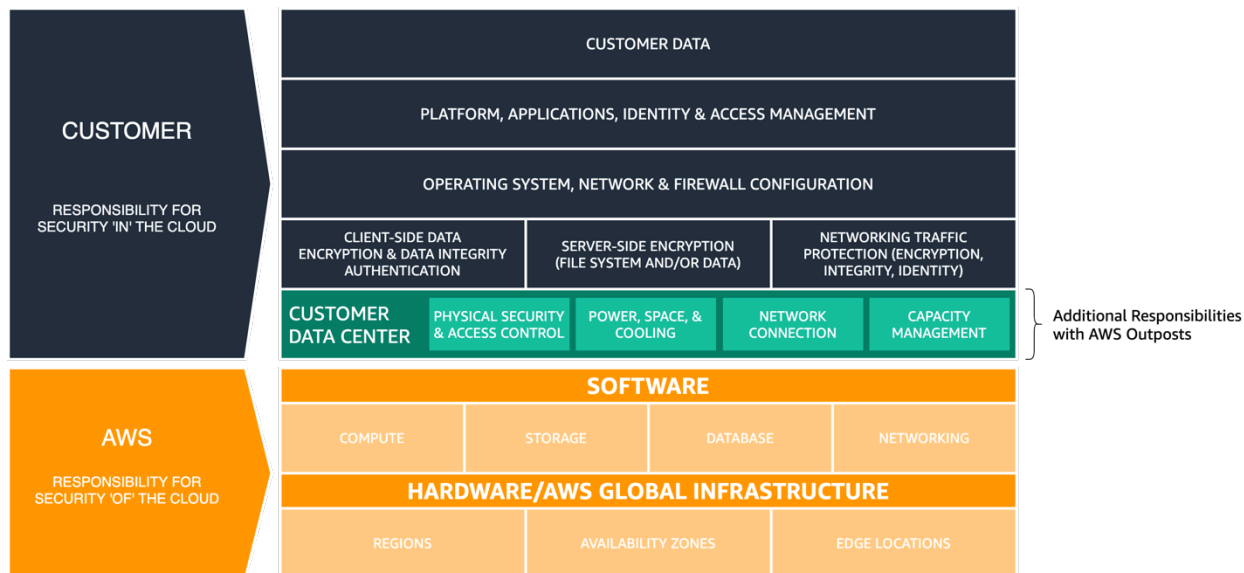 CUSTOMER
RESPONSIBILITY FOR
SECURITY 'IN' THE CLOUD
CUSTOMER DATA
PLATFORM, APPLICATIONS, IDENTITY & ACCESS MANAGEMENT
OPERATING SYSTEM, NETWORK & FIREWALL CONFIGURATION
CLIENT-SIDE DATA
ENCRYPTION & DATA INTEGRITY
AUTHENTICATION
SERVER-SIDE ENCRYPTION
(FILE SYSTEM AND/OR DATA)
NETWORKING TRAFFIC
PROTECTION (ENCRYPTION,
INTEGRITY, IDENTITY)
CUSTOMER
DATA CENTER
PHYSICAL SECURITY
& ACCESS CONTROL
POWER, SPACE, &
COOLING
NETWORK
CONNECTION
CAPACITY
MANAGEMENT
Additional Responsibilities
with AWS Outposts
AWS
RESPONSIBILITY FOR
SECURITY 'OF' THE CLOUD
SOFTWARE
COMPUTE
STORAGE
DATABASE
NETWORKING
HARDWARE/AWS GLOBAL INFRASTRUCTURE
REGIONS
AVAILABILITY ZONES
EDGE LOCATIONS